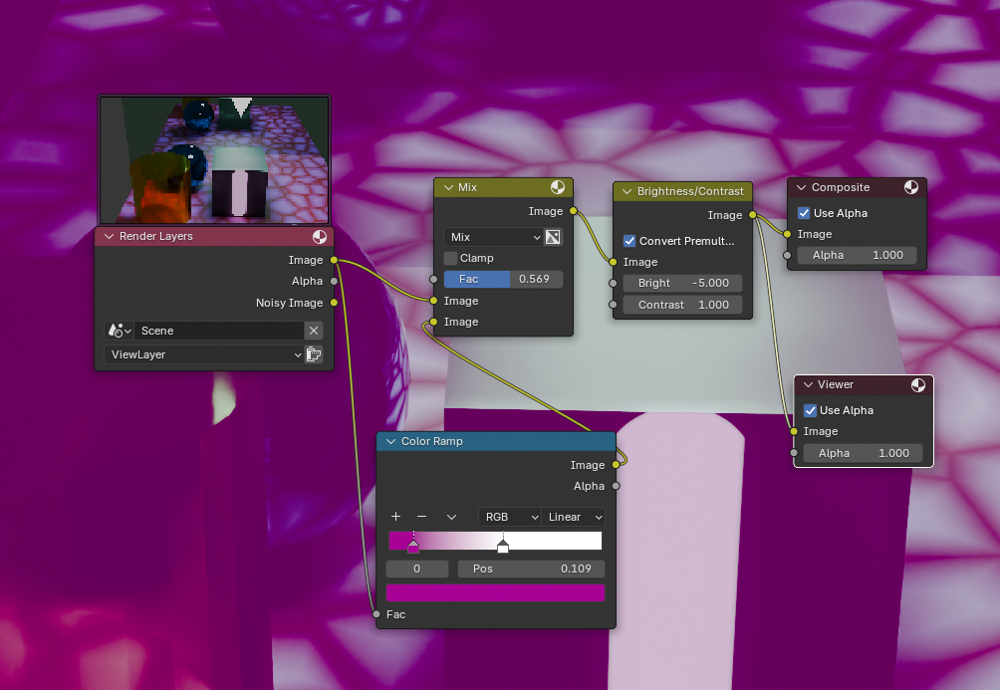 Render Layers
Image
Alpha
Noisy Image
Scene
ViewLayer
Mix
Image
Mix
Clamp
Fac 0.569
Image
Image
Brightness/Contrast
Image
Convert Premult...
Image
Bright -5.000
Contrast 1.000
Composite
Use Alpha
Image
Alpha 1.000
Viewer
Use Alpha
Image
Alpha 1.000
Color Ramp
Image
Alpha
+ − RGB Linear
0 Pos 0.109
Fac